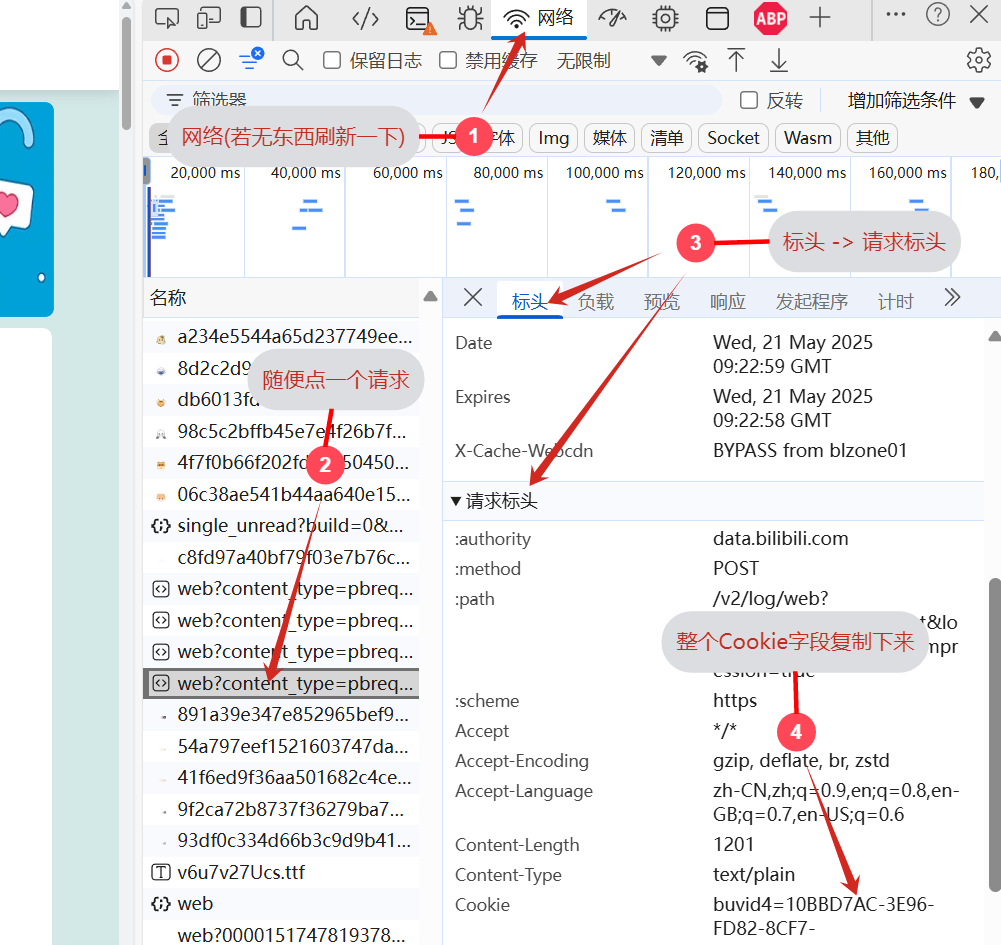 网络
ABP
保留日志
禁用缓存
无限制
筛选器
反转
增加筛选条件
网络(若无东西刷新一下)
1
字体
Img
媒体
清单
Socket
Wasm
其他
20,000 ms
40,000 ms
60,000 ms
80,000 ms
100,000 ms
120,000 ms
140,000 ms
160,000 ms
180,
3
标头 -> 请求标头
名称
标头
负载
预览
响应
发起程序
计时
a234e5544a65d237749ee...
8d2c2d9
随便点一个请求
db6013fd
98c5c2bffb45e7e4f26b7f...
2
4f7f0b66f202fd
50450...
06c38ae541b44aa640e15...
single_unread?build=0&...
c8fd97a40bf79f03e7b76c...
web?content_type=pbreq...
web?content_type=pbreq...
web?content_type=pbreq...
web?content_type=pbreq...
891a39e347e852965bef9...
54a797eef1521603747da...
41f6ed9f36aa501682c4ce...
9f2ca72b8737f36279ba7...
93df0c334d66b3c9d9b41...
v6u7v27Ucs.ttf
web
web?0000151747819378...
Date
Wed, 21 May 2025
09:22:59 GMT
Expires
Wed, 21 May 2025
09:22:58 GMT
X-Cache-Webcdn
BYPASS from blzone01
请求标头
:authority
data.bilibili.com
:method
POST
:path
/v2/log/web?
t&lo
整个Cookie字段复制下来
mpr
ession=true
:scheme
https
Accept
*/*
4
Accept-Encoding
gzip, deflate, br, zstd
Accept-Language
zh-CN,zh;q=0.9,en;q=0.8,en-
GB;q=0.7,en-US;q=0.6
Content-Length
1201
Content-Type
text/plain
Cookie
buvid4=10BBD7AC-3E96-
FD82-8CF7-